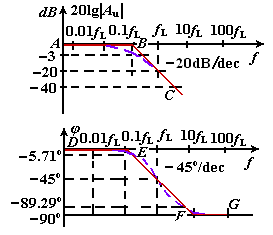 dB 20lg|Au|
A 0.01fL 0.1fL B fL 10fL 100fL
−3
−20
−40
−20dB/dec
f
C
φ
D 0.01fL 0.1fL fL 10fL 100fL
−5.71°
E
f
−45°
−45°/dec
−89.29°
−90°
F
G